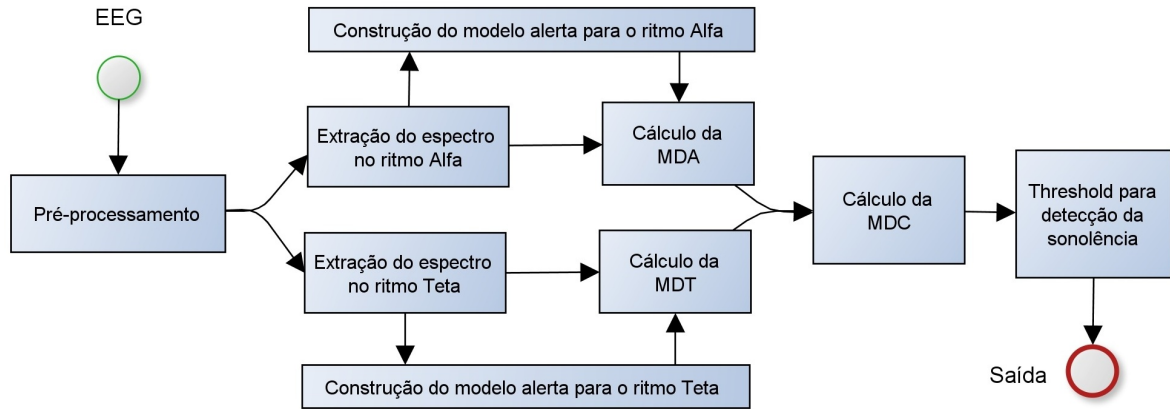 EEG
Construção do modelo alerta para o ritmo Alfa
Extração do espectro
no ritmo Alfa
Cálculo da
MDA
Pré-processamento
Cálculo da
MDC
Threshold para
detecção da
sonolência
Extração do espectro
no ritmo Teta
Cálculo da
MDT
Construção do modelo alerta para o ritmo Teta
Saída